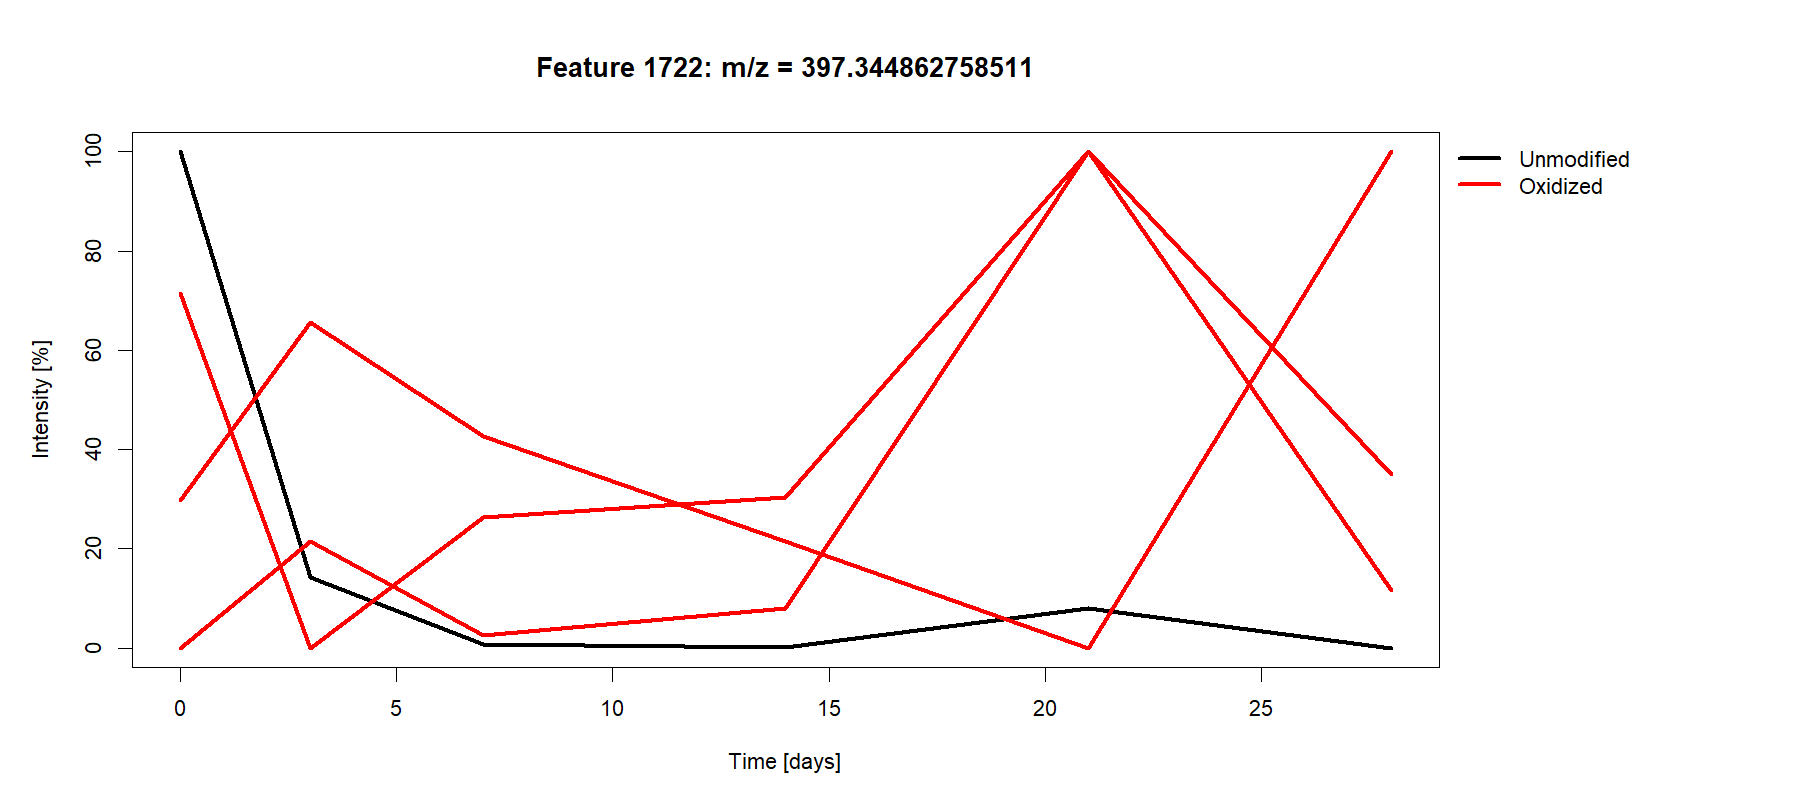 Feature 1722: m/z = 397.344862758511
Unmodified
Oxidized
Intensity [%]
100
80
60
40
20
0
0 5 10 15 20 25
Time [days]